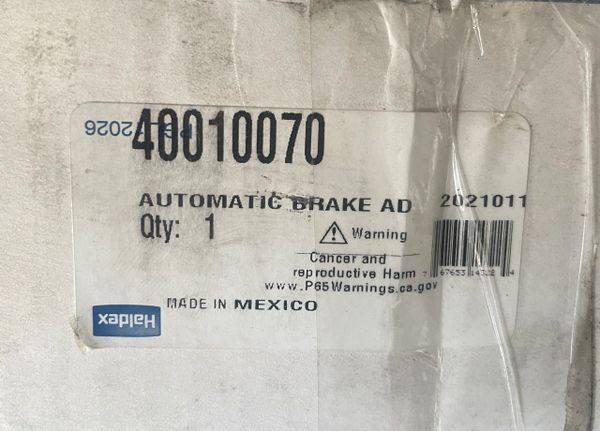 40010070
AUTOMATIC BRAKE AD 2021011
Qty: 1
Warning
Cancer and
reproductive Harm
www.P65Warnings.ca.gov
MADE IN MEXICO
Haldex